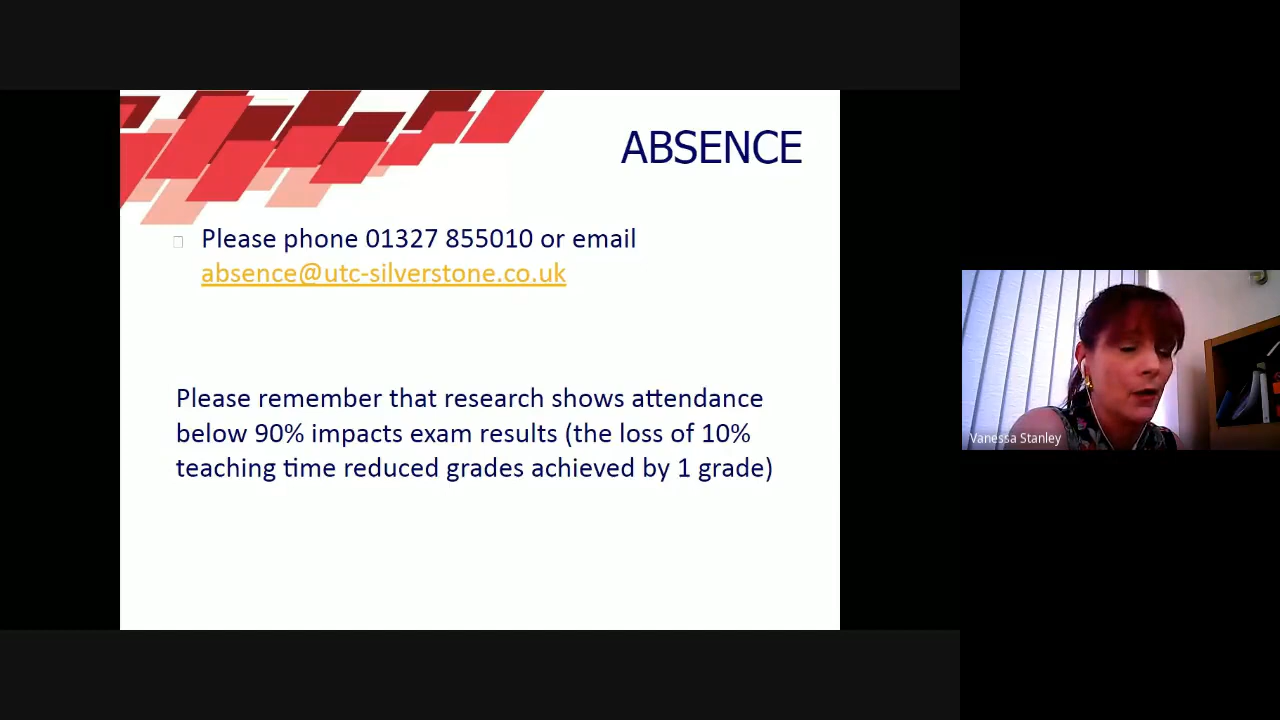 ABSENCE
Please phone 01327 855010 or email
absence@utc-silverstone.co.uk
Please remember that research shows attendance
below 90% impacts exam results (the loss of 10%
teaching time reduced grades achieved by 1 grade)
Vanessa Stanley